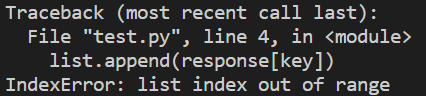 Traceback (most recent call last):
  File "test.py", line 4, in <module>
    list.append(response[key])
IndexError: list index out of range